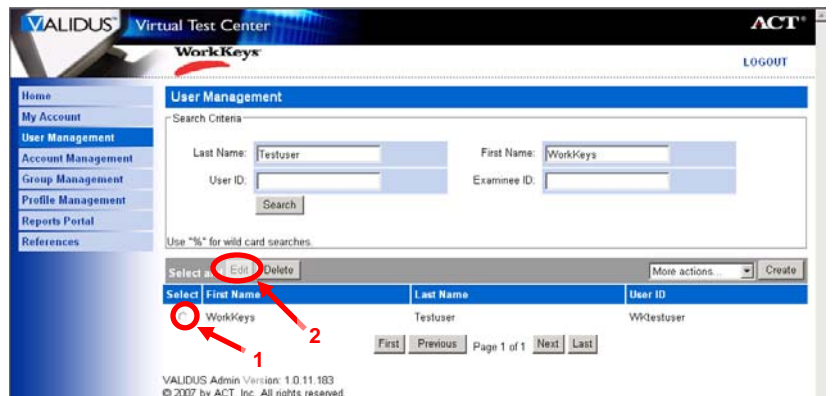 VALIDUS® Virtual Test Center ACT®
WorkKeys®
LOGOUT
Home
My Account
User Management
Account Management
Group Management
Profile Management
Reports Portal
References
User Management
Search Criteria
Last Name: Testuser First Name: WorkKeys
User ID: Examinee ID:
Search
Use "%" for wild card searches.
Select Edit Delete More actions... Create
Select First Name Last Name User ID
WorkKeys Testuser WKtestuser
1
2
First Previous Page 1 of 1 Next Last
VALIDUS Admin Version: 1.0.11.183
© 2007 by ACT, Inc. All rights reserved.